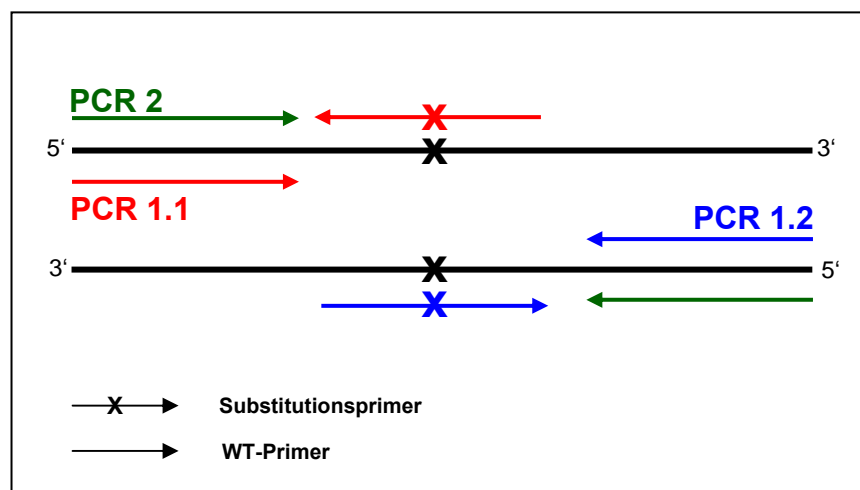 PCR 2
X
5‘ X 3‘
PCR 1.1
PCR 1.2
3‘ X 5‘
X
X Substitutionsprimer
WT-Primer